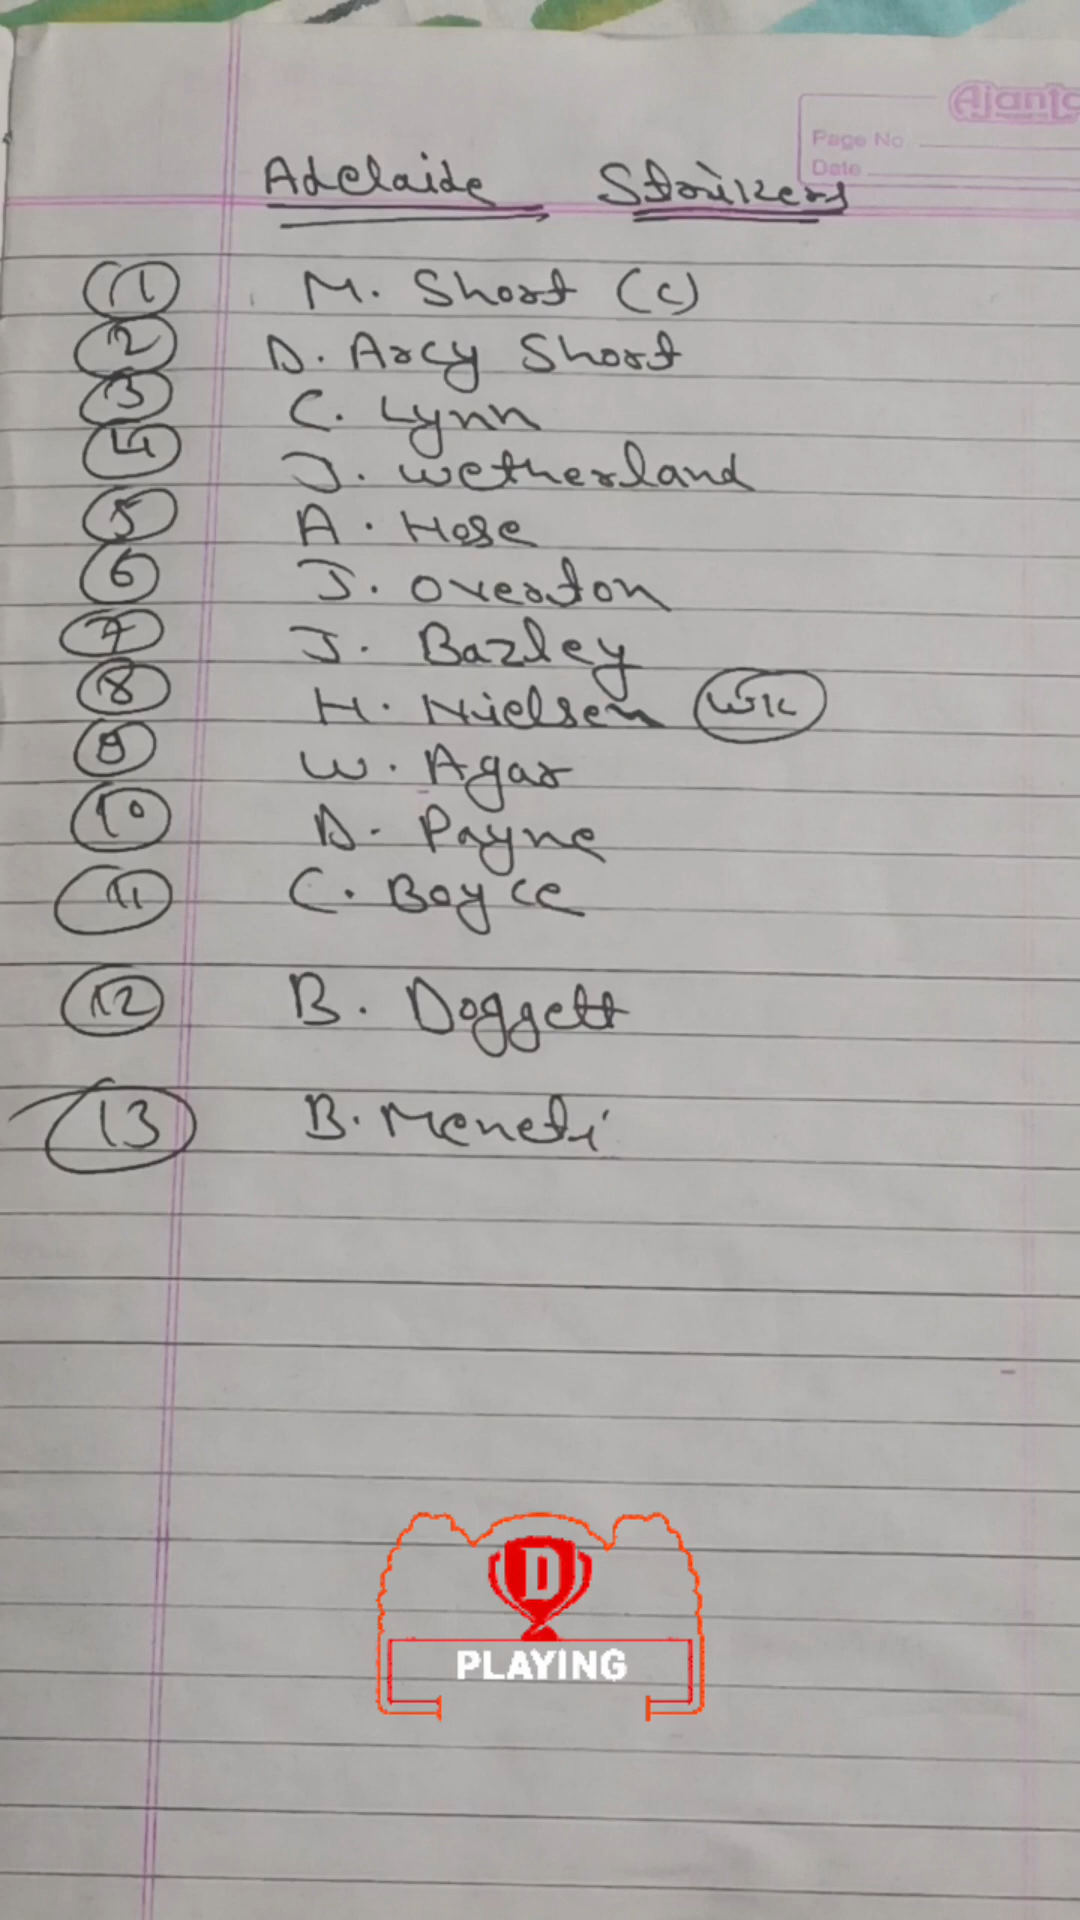 Ajanta
Page No
Date
Adelaide Strikers
1 M. Short (c)
2 D. Arcy Short
3 C. Lynn
4 J. Wetherland
5 A. Hose
6 J. Overton
7 J. Bazley
8 H. Nielsen WK
9 W. Agar
10 D. Payne
11 C. Boyce
12 B. Doggett
13 B. Meneti
D
PLAYING